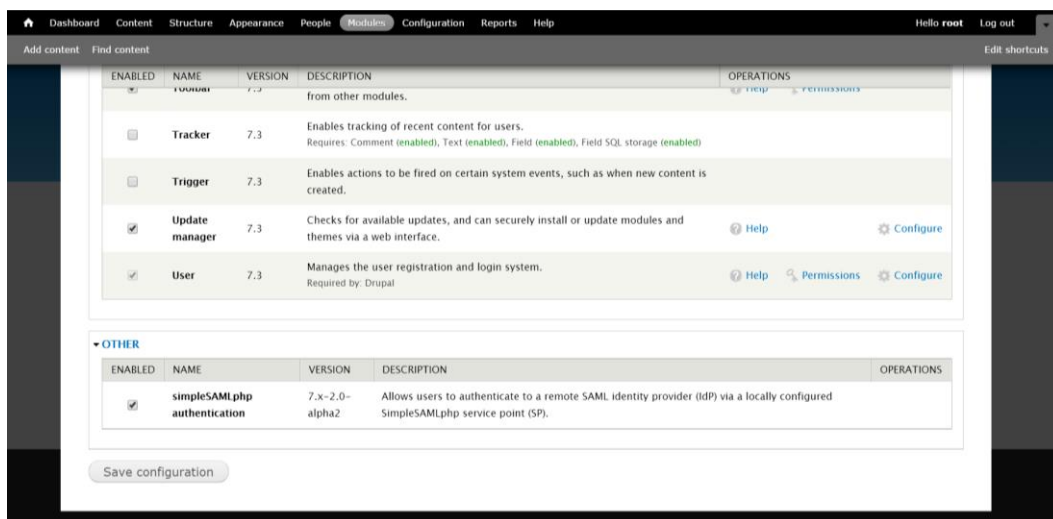 Dashboard Content Structure Appearance People Modules Configuration Reports Help Hello root Log out
Add content Find content Edit shortcuts
ENABLED NAME VERSION DESCRIPTION OPERATIONS
Toolbar 7.3 from other modules. Help Permissions
Tracker 7.3 Enables tracking of recent content for users.
Requires: Comment (enabled), Text (enabled), Field (enabled), Field SQL storage (enabled)
Trigger 7.3 Enables actions to be fired on certain system events, such as when new content is
created.
Update manager 7.3 Checks for available updates, and can securely install or update modules and
themes via a web interface. Help Configure
User 7.3 Manages the user registration and login system.
Required by: Drupal Help Permissions Configure
OTHER
ENABLED NAME VERSION DESCRIPTION OPERATIONS
simpleSAMLphp 7.x-2.0- Allows users to authenticate to a remote SAML identity provider (IdP) via a locally configured
authentication alpha2 SimpleSAMLphp service point (SP).
Save configuration